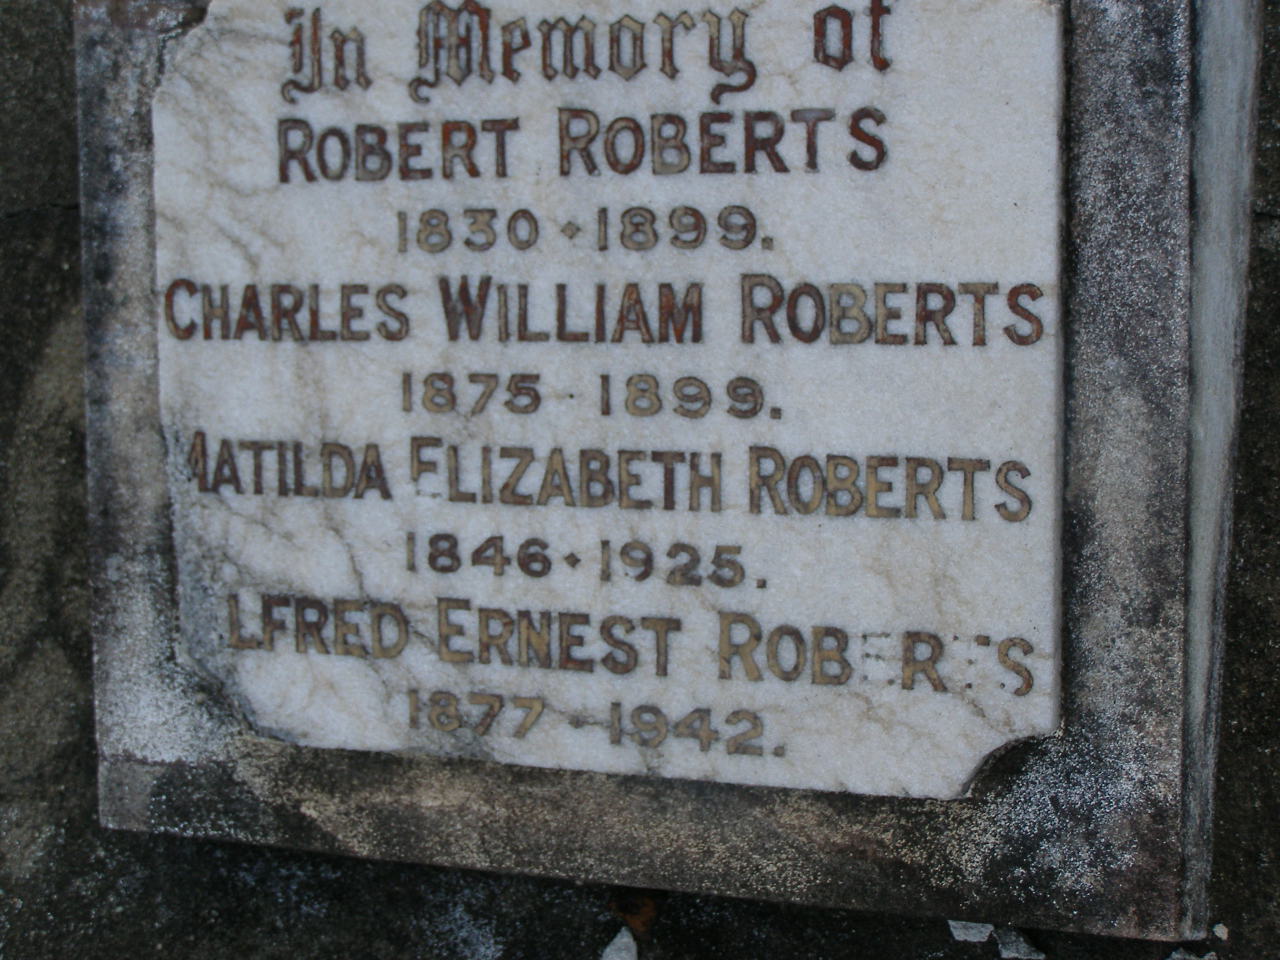 In Memory of
ROBERT ROBERTS
1830 · 1899.
CHARLES WILLIAM ROBERTS
1875 · 1899.
MATILDA ELIZABETH ROBERTS
1846 · 1925.
LFRED ERNEST ROBERTS
1877 - 1942.